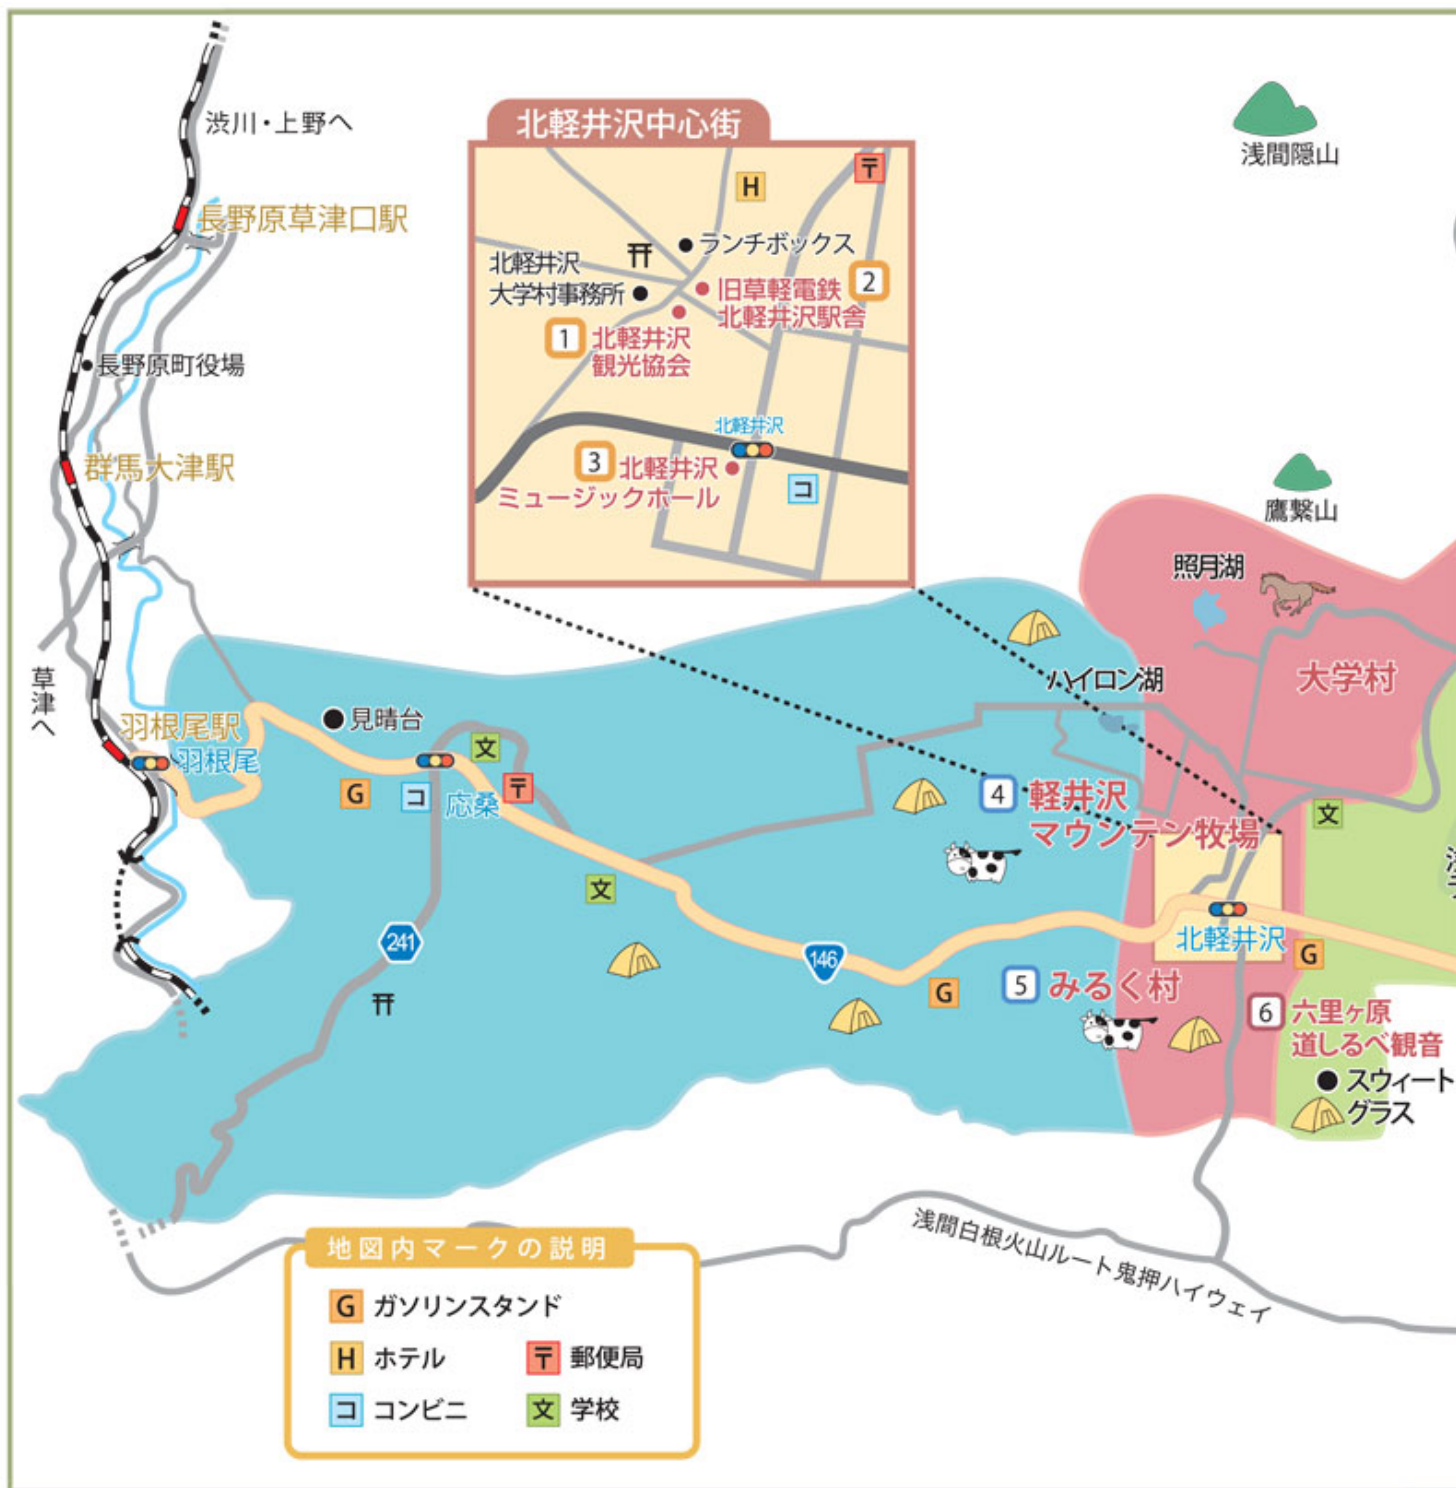 渋川・上野へ
長野原草津口駅
長野原町役場
群馬大津駅
草津へ
羽根尾駅
羽根尾
北軽井沢中心街
〒
H
ランチボックス
北軽井沢
大学村事務所
2
旧草軽電鉄
北軽井沢駅舎
1
北軽井沢
観光協会
北軽井沢
3
北軽井沢
ミュージックホール
コ
浅間隠山
鷹繋山
照月湖
大学村
ハイロン湖
見晴台
文
G
コ
応桑
〒
文
4
軽井沢
マウンテン牧場
文
241
146
北軽井沢
G
G
5
みるく村
6
六里ヶ原
道しるべ観音
スウィート
グラス
浅間白根火山ルート鬼押ハイウェイ
地図内マークの説明
G ガソリンスタンド
H ホテル
〒 郵便局
コ コンビニ
文 学校